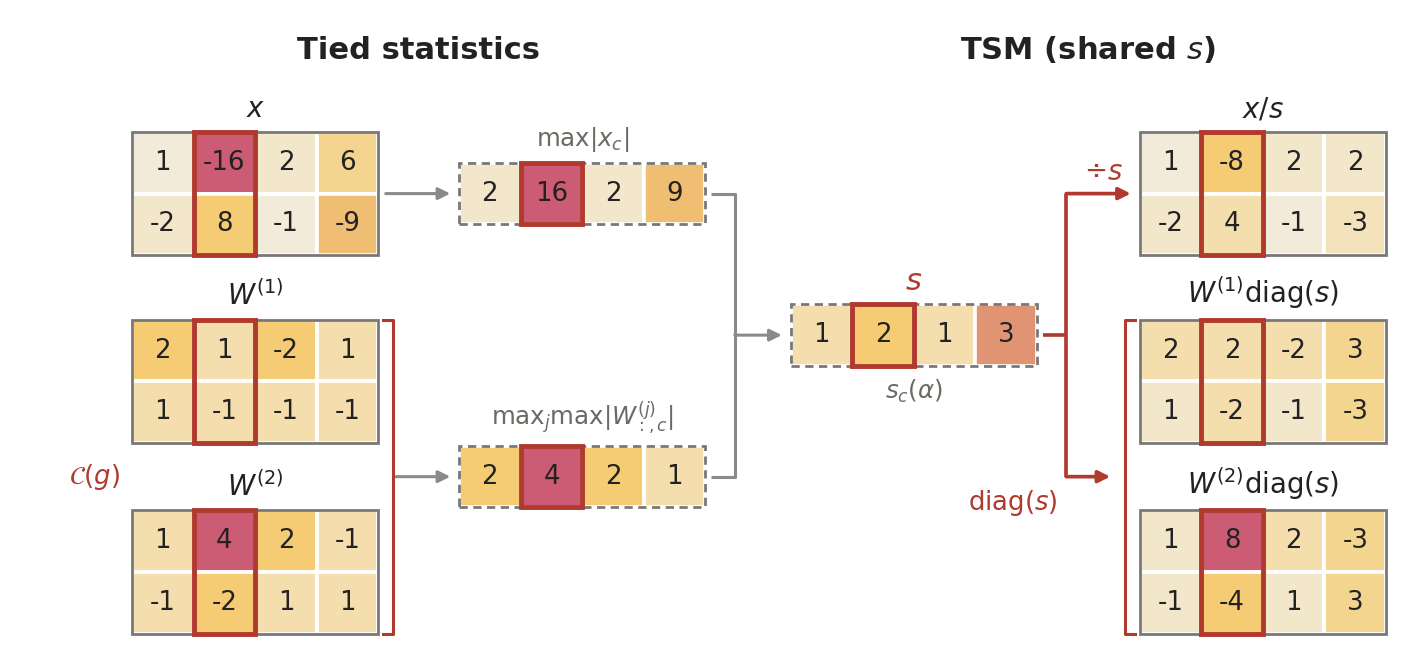 Tied statistics
TSM (shared s)
x
1 -16 2 6
-2 8 -1 -9
max|x_c|
2 16 2 9
W^(1)
2 1 -2 1
1 -1 -1 -1
C(g)
W^(2)
1 4 2 -1
-1 -2 1 1
max_j max|W^(j)_:,c|
2 4 2 1
s
1 2 1 3
s_c(α)
÷s
diag(s)
x/s
1 -8 2 2
-2 4 -1 -3
W^(1)diag(s)
2 2 -2 3
1 -2 -1 -3
W^(2)diag(s)
1 8 2 -3
-1 -4 1 3